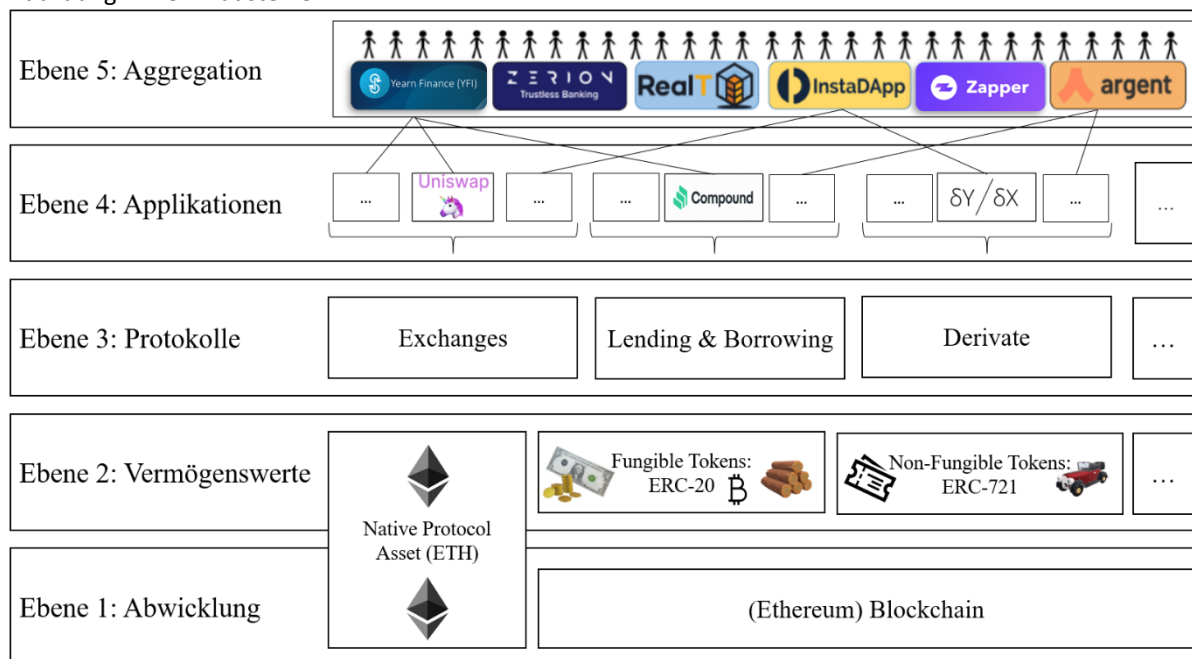 Ebene 5: Aggregation
Yearn Finance (YFI)
ZERION
Trustless Banking
RealT
InstaDApp
Zapper
argent
Ebene 4: Applikationen
...
Uniswap
...
...
Compound
...
...
δY/δX
...
...
Ebene 3: Protokolle
Exchanges
Lending & Borrowing
Derivate
...
Ebene 2: Vermögenswerte
Fungible Tokens:
ERC-20
Non-Fungible Tokens:
ERC-721
...
Native Protocol
Asset (ETH)
Ebene 1: Abwicklung
(Ethereum) Blockchain